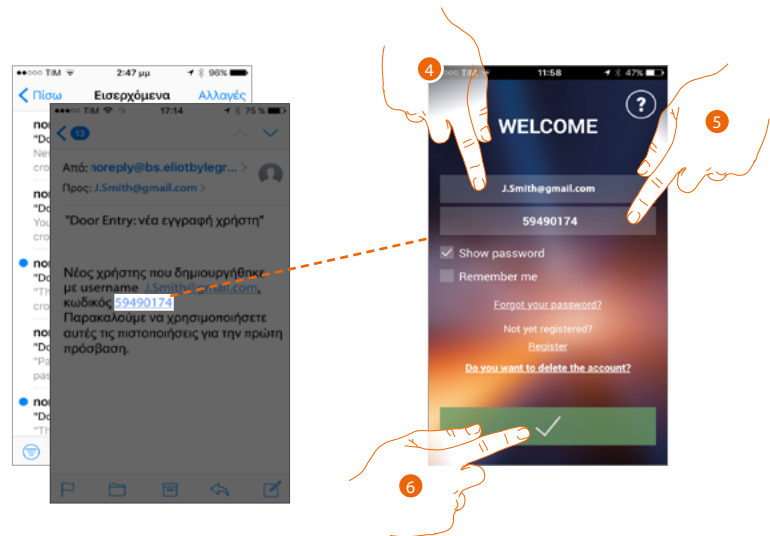 TIM 2:47 μμ 96%
Πίσω Εισερχόμενα Αλλαγές
TIM 17:14 75 %
13
Από: noreply@bs.eliotbylegr... >
Προς: J.Smith@gmail.com >
"Door Entry: νέα εγγραφή χρήστη"
Νέος χρήστης που δημιουργήθηκε
με username J.Smith@gmail.com,
κωδικός 59490174
Παρακαλούμε να χρησιμοποιήσετε
αυτές τις πιστοποιήσεις για την πρώτη
πρόσβαση.
4
TIM 11:58 47%
?
WELCOME
5
J.Smith@gmail.com
59490174
Show password
Remember me
Forgot your password?
Not yet registered?
Register
Do you want to delete the account?
6